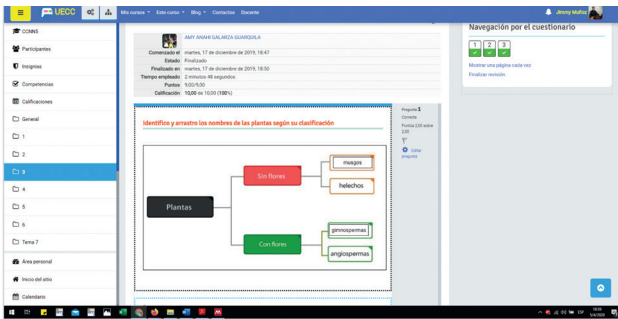 UECC
Mis cursos
Este curso
Blog
Contactos
Docente
Jimmy Muñoz
CCNN5
Participantes
Insignias
Competencias
Calificaciones
General
1
2
3
4
5
6
Tema 7
Área personal
Inicio del sitio
Calendario
AMY ANAHI GALARZA GUARQUILA
Comenzado el martes, 17 de diciembre de 2019, 18:47
Estado Finalizado
Finalizado en martes, 17 de diciembre de 2019, 18:50
Tiempo empleado 2 minutos 48 segundos
Puntos 9,00/9,00
Calificación 10,00 de 10,00 (100%)
Identifico y arrastro los nombres de las plantas según su clasificación
Plantas
Sin flores
musgos
helechos
Con flores
gimnospermas
angiospermas
Pregunta 1
Correcta
Puntúa 2,00 sobre
2,00
Editar
pregunta
Navegación por el cuestionario
1 2 3
Mostrar una página cada vez
Finalizar revisión
ESP
5/4/2020